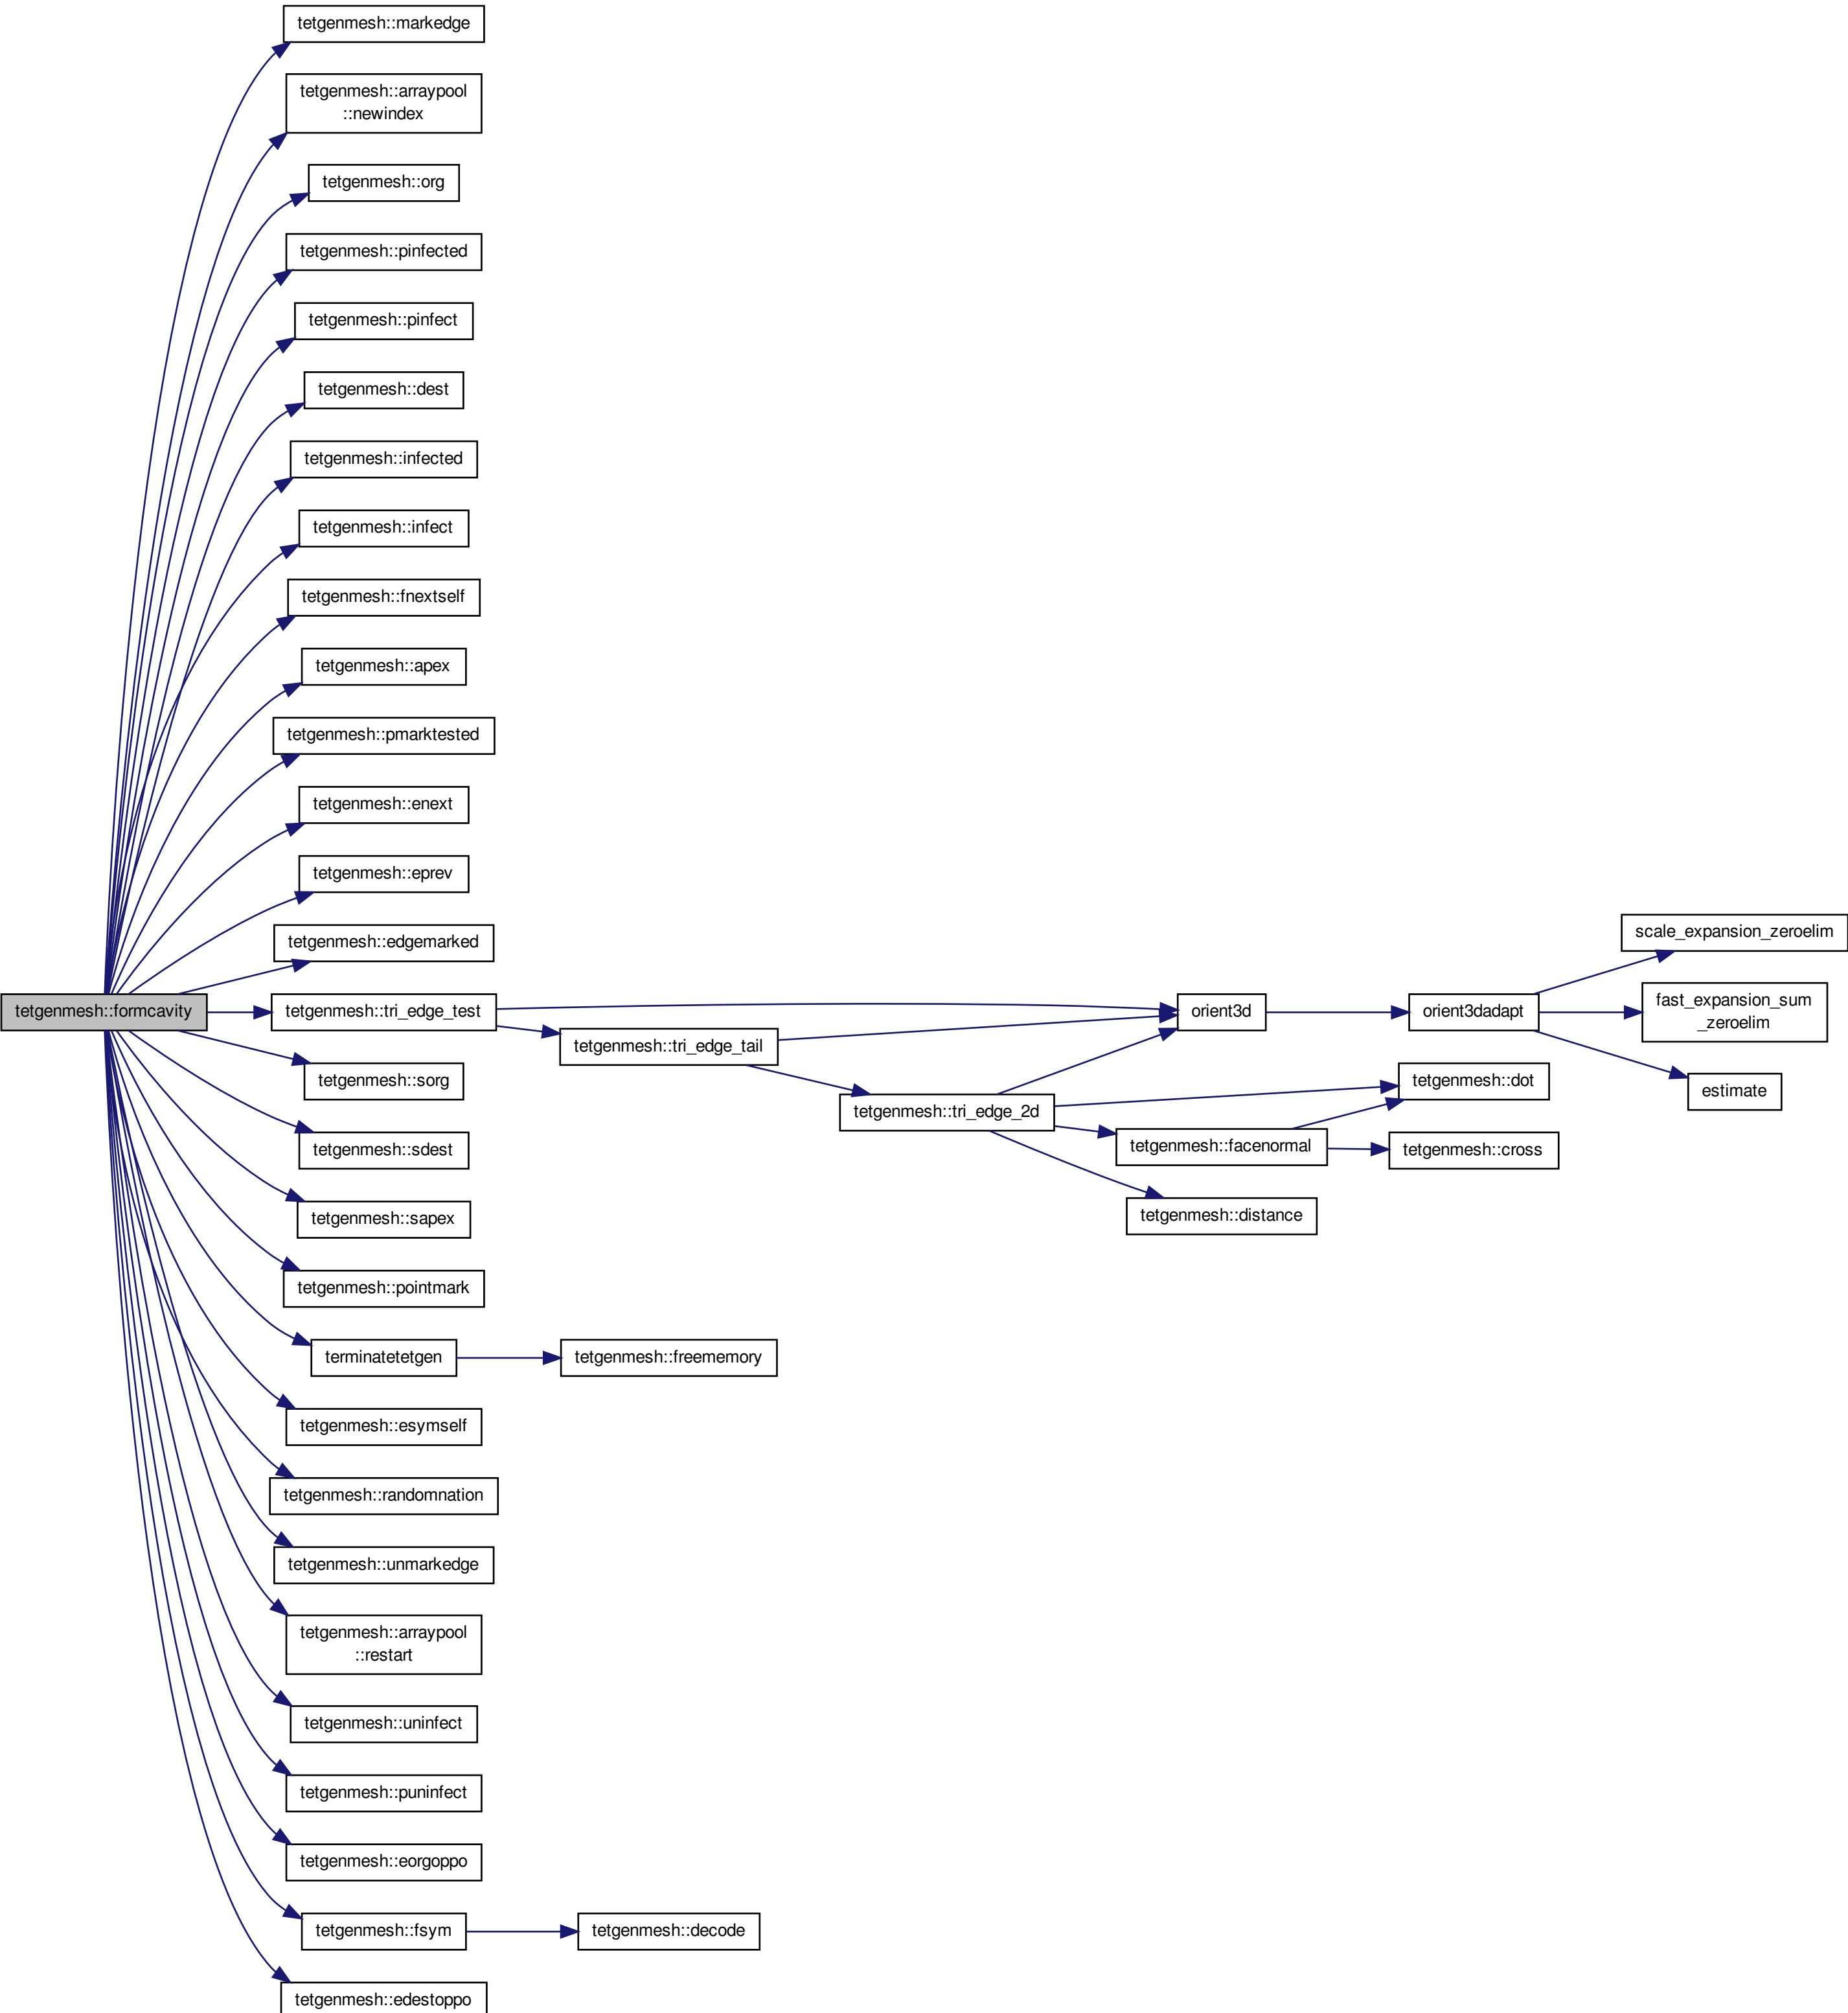 tetgenmesh::markedge
tetgenmesh::arraypool
::newindex
tetgenmesh::org
tetgenmesh::pinfected
tetgenmesh::pinfect
tetgenmesh::dest
tetgenmesh::infected
tetgenmesh::infect
tetgenmesh::fnextself
tetgenmesh::apex
tetgenmesh::pmarktested
tetgenmesh::enext
tetgenmesh::eprev
tetgenmesh::edgemarked
tetgenmesh::formcavity
tetgenmesh::tri_edge_test
tetgenmesh::sorg
tetgenmesh::sdest
tetgenmesh::sapex
tetgenmesh::pointmark
terminatetetgen
tetgenmesh::freememory
tetgenmesh::esymself
tetgenmesh::randomnation
tetgenmesh::unmarkedge
tetgenmesh::arraypool
::restart
tetgenmesh::uninfect
tetgenmesh::puninfect
tetgenmesh::eorgoppo
tetgenmesh::fsym
tetgenmesh::decode
tetgenmesh::edestoppo
tetgenmesh::tri_edge_tail
tetgenmesh::tri_edge_2d
orient3d
tetgenmesh::facenormal
tetgenmesh::distance
orient3dadapt
tetgenmesh::dot
tetgenmesh::cross
scale_expansion_zeroelim
fast_expansion_sum
_zeroelim
estimate